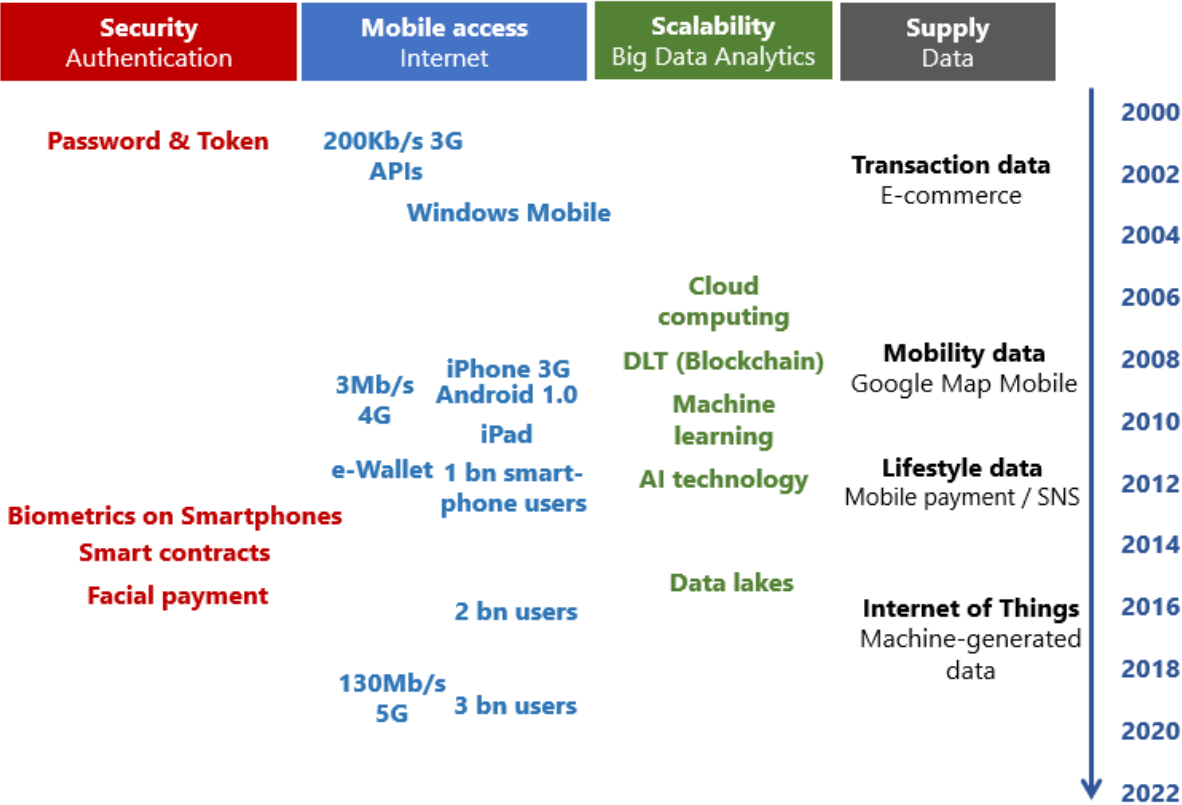 Security
Authentication
Mobile access
Internet
Scalability
Big Data Analytics
Supply
Data
Password & Token
Biometrics on Smartphones
Smart contracts
Facial payment
200Kb/s 3G
APIs
Windows Mobile
3Mb/s
4G
iPhone 3G
Android 1.0
iPad
e-Wallet
1 bn smart-
phone users
2 bn users
130Mb/s
5G
3 bn users
Cloud
computing
DLT (Blockchain)
Machine
learning
AI technology
Data lakes
Transaction data
E-commerce
Mobility data
Google Map Mobile
Lifestyle data
Mobile payment / SNS
Internet of Things
Machine-generated
data
2000
2002
2004
2006
2008
2010
2012
2014
2016
2018
2020
2022